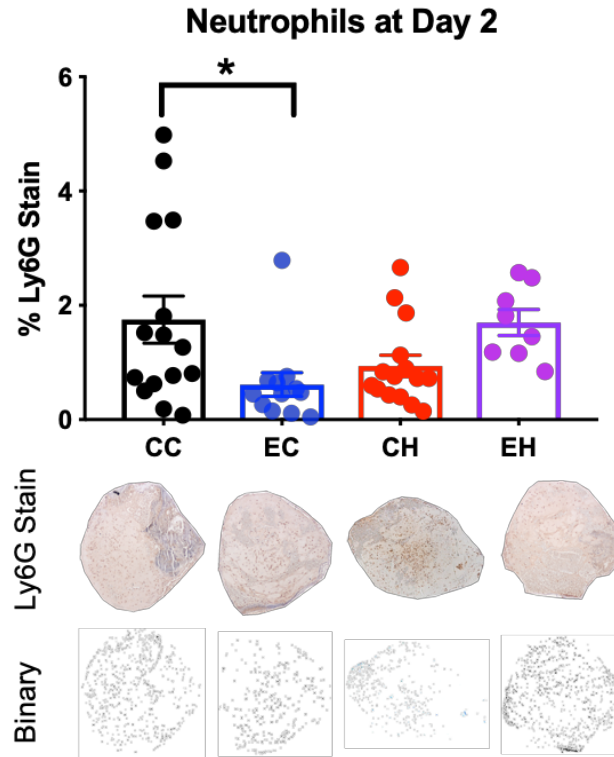 Neutrophils at Day 2
*
% Ly6G Stain
6
4
2
0
CC EC CH EH
Ly6G Stain
Binary